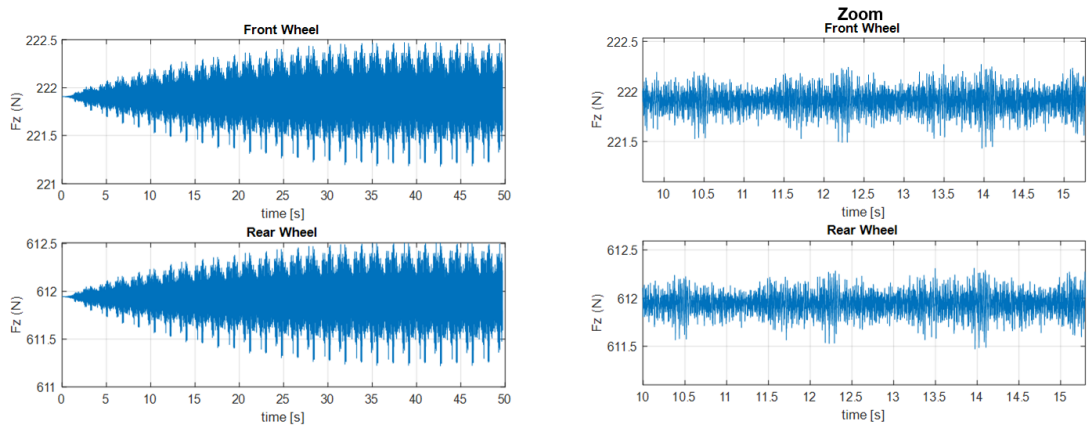 Front Wheel
222.5
222
221.5
221
Fz (N)
0 5 10 15 20 25 30 35 40 45 50
time [s]
Rear Wheel
612.5
612
611.5
611
Fz (N)
0 5 10 15 20 25 30 35 40 45 50
time [s]
Zoom
Front Wheel
222.5
222
221.5
Fz (N)
10 10.5 11 11.5 12 12.5 13 13.5 14 14.5 15
time [s]
Rear Wheel
612.5
612
611.5
Fz (N)
10 10.5 11 11.5 12 12.5 13 13.5 14 14.5 15
time [s]